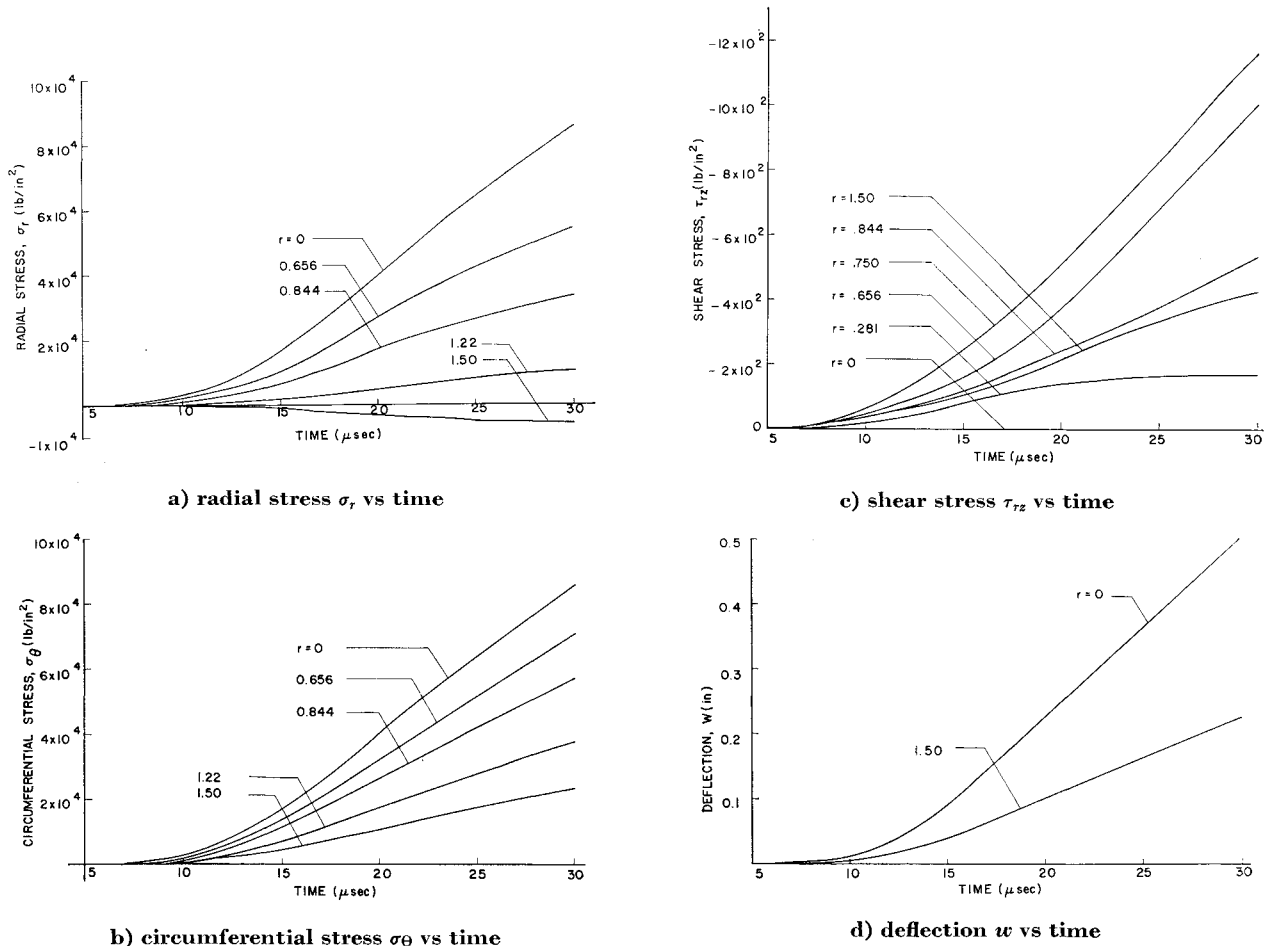 10x10⁴
8x10⁴
6x10⁴
4x10⁴
2x10⁴
-1x10⁴
RADIAL STRESS, σr (lb/in²)
r=0
0.656
0.844
1.22
1.50
5 10 15 20 25 30
TIME (μsec)
a) radial stress σr vs time
-12x10²
-10x10²
-8x10²
-6x10²
-4x10²
-2x10²
0
SHEAR STRESS, τrz (lb/in²)
r=1.50
r= .844
r= .750
r= .656
r= .281
r=0
5 10 15 20 25 30
TIME (μsec)
c) shear stress τrz vs time
10x10⁴
8x10⁴
6x10⁴
4x10⁴
2x10⁴
CIRCUMFERENTIAL STRESS, σθ (lb/in²)
r=0
0.656
0.844
1.22
1.50
5 10 15 20 25 30
TIME (μsec)
b) circumferential stress σθ vs time
0.5
0.4
0.3
0.2
0.1
0
DEFLECTION, W (in)
r=0
1.50
5 10 15 20 25 30
TIME (μsec)
d) deflection w vs time